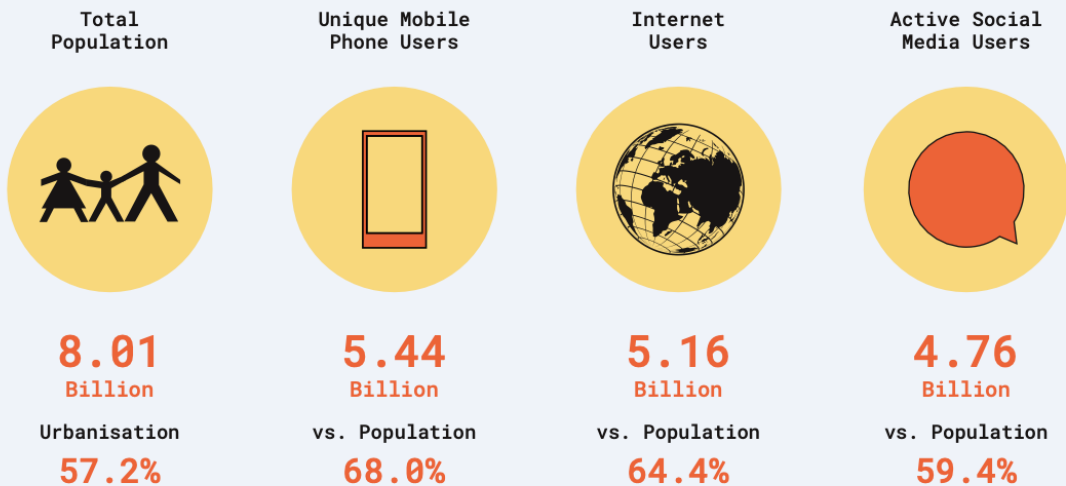 Total
Population
8.01
Billion
Urbanisation
57.2%
Unique Mobile
Phone Users
5.44
Billion
vs. Population
68.0%
Internet
Users
5.16
Billion
vs. Population
64.4%
Active Social
Media Users
4.76
Billion
vs. Population
59.4%